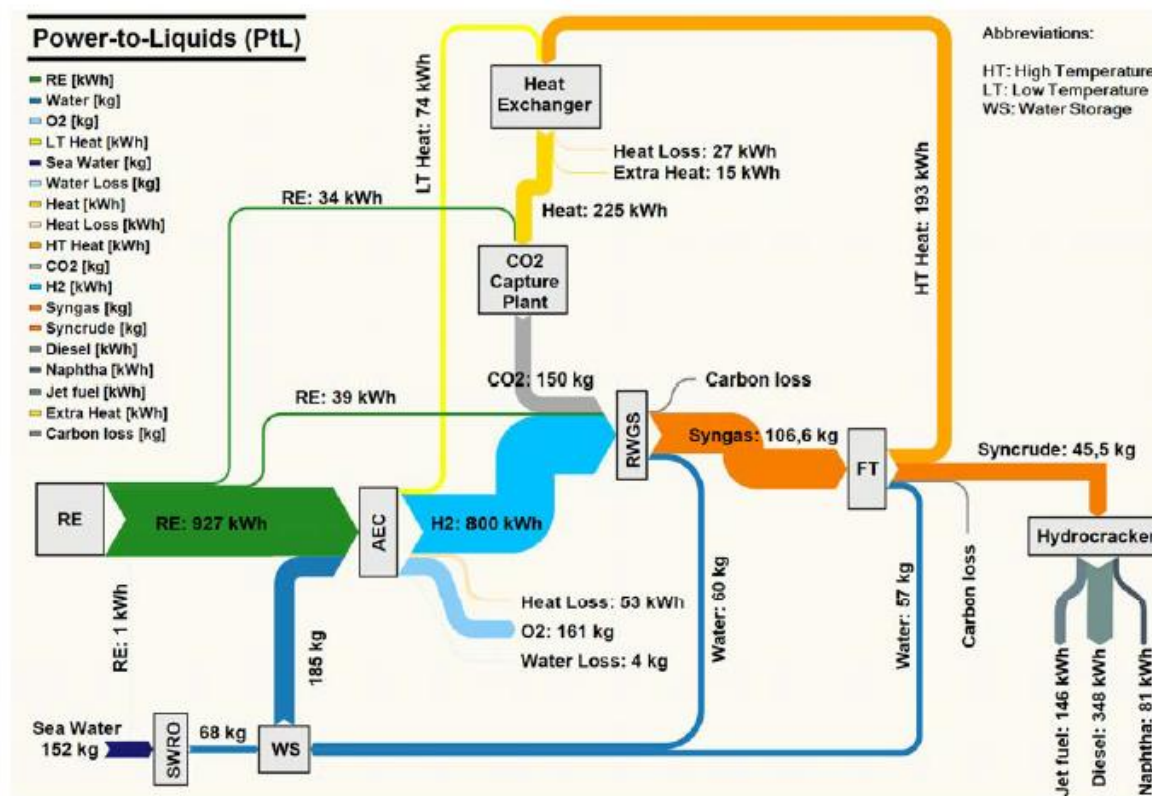 Power-to-Liquids (PtL)
RE [kWh]
Water [kg]
O2 [kg]
LT Heat [kWh]
Sea Water [kg]
Water Loss [kg]
Heat [kWh]
Heat Loss [kWh]
HT Heat [kWh]
CO2 [kg]
H2 [kWh]
Syngas [kg]
Syncrude [kg]
Diesel [kWh]
Naphtha [kWh]
Jet fuel [kWh]
Extra Heat [kWh]
Carbon loss [kg]
Abbreviations:
HT: High Temperature
LT: Low Temperature
WS: Water Storage
LT Heat: 74 kWh
Heat
Exchanger
Heat Loss: 27 kWh
Extra Heat: 15 kWh
HT Heat: 193 kWh
RE: 34 kWh
Heat: 225 kWh
CO2
Capture
Plant
CO2: 150 kg
Carbon loss
RE: 39 kWh
RWGS
Syngas: 106,6 kg
FT
Syncrude: 45,5 kg
RE
RE: 927 kWh
AEC
H2: 800 kWh
Hydrocracker
Heat Loss: 53 kWh
O2: 161 kg
Water Loss: 4 kg
RE: 1 kWh
185 kg
Water: 60 kg
Water: 57 kg
Carbon loss
Jet fuel: 146 kWh
Diesel: 348 kWh
Naphtha: 81 kWh
Sea Water
152 kg
SWRO
68 kg
WS